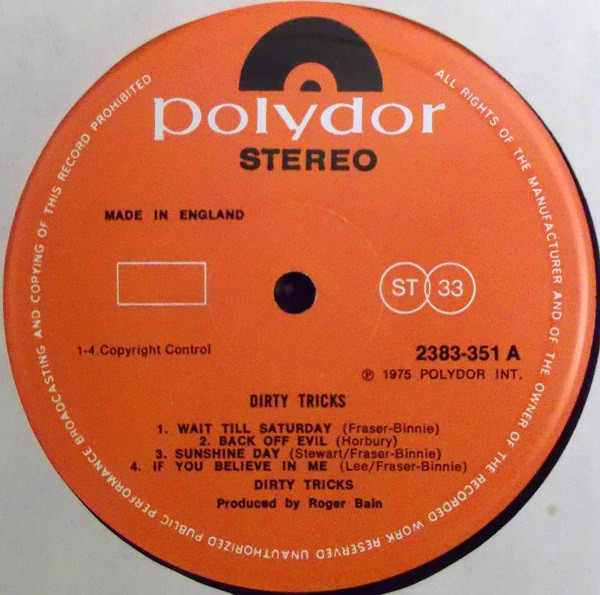 polydor
STEREO
MADE IN ENGLAND
ST 33
1-4 Copyright Control
2383-351 A
℗ 1975 POLYDOR INT.
DIRTY TRICKS
1. WAIT TILL SATURDAY (Fraser-Binnie)
2. BACK OFF EVIL (Horbury)
3. SUNSHINE DAY (Stewart/Fraser-Binnie)
4. IF YOU BELIEVE IN ME (Lee/Fraser-Binnie)
DIRTY TRICKS
Produced by Roger Bain
ALL RIGHTS OF THE MANUFACTURER AND OF THE OWNER OF THE RECORDED WORK RESERVED UNAUTHORIZED PUBLIC PERFORMANCE BROADCASTING AND COPYING OF THIS RECORD PROHIBITED